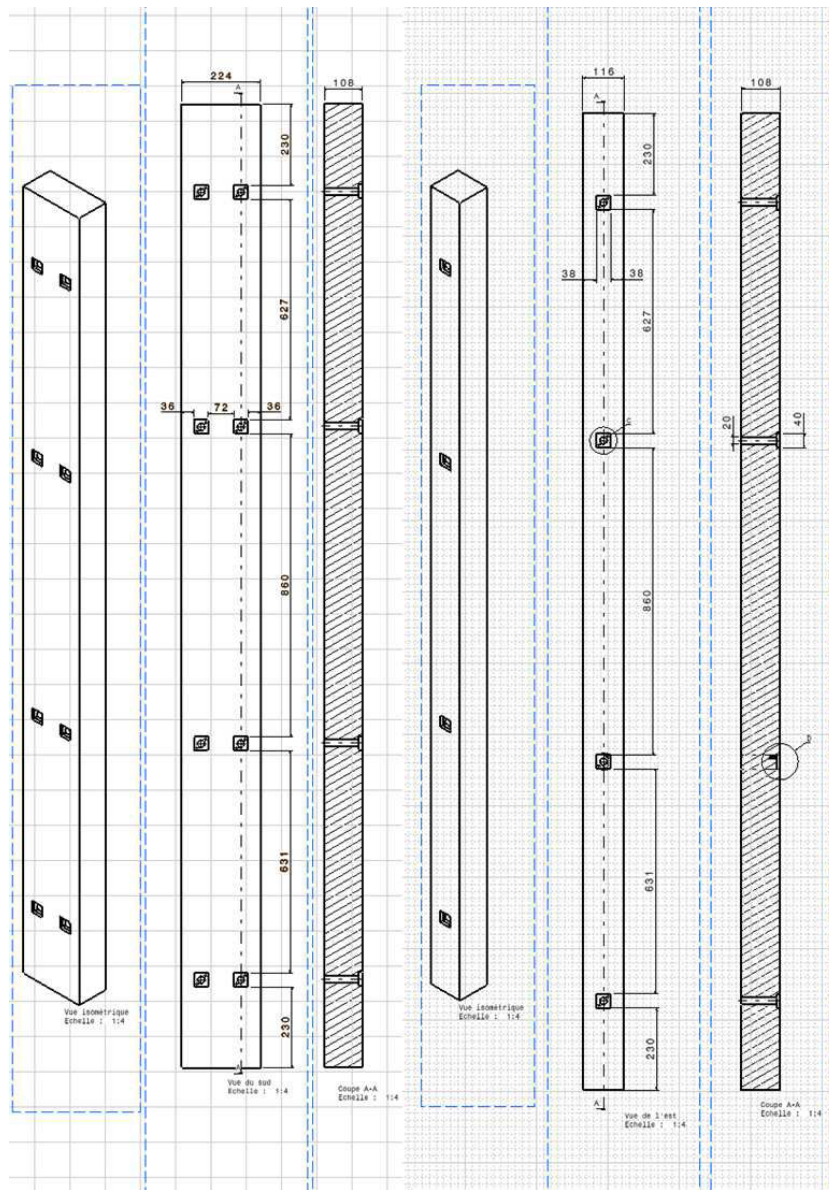 224
A
230
627
36
72
36
860
631
230
A
108
Vue isométrique
Echelle : 1:4
Vue du sud
Echelle : 1:4
Coupe A-A
Echelle : 1:4
116
A
230
38
38
627
860
631
230
A
108
20
40
Vue isométrique
Echelle : 1:4
Vue de l'est
Echelle : 1:4
Coupe A-A
Echelle : 1:4